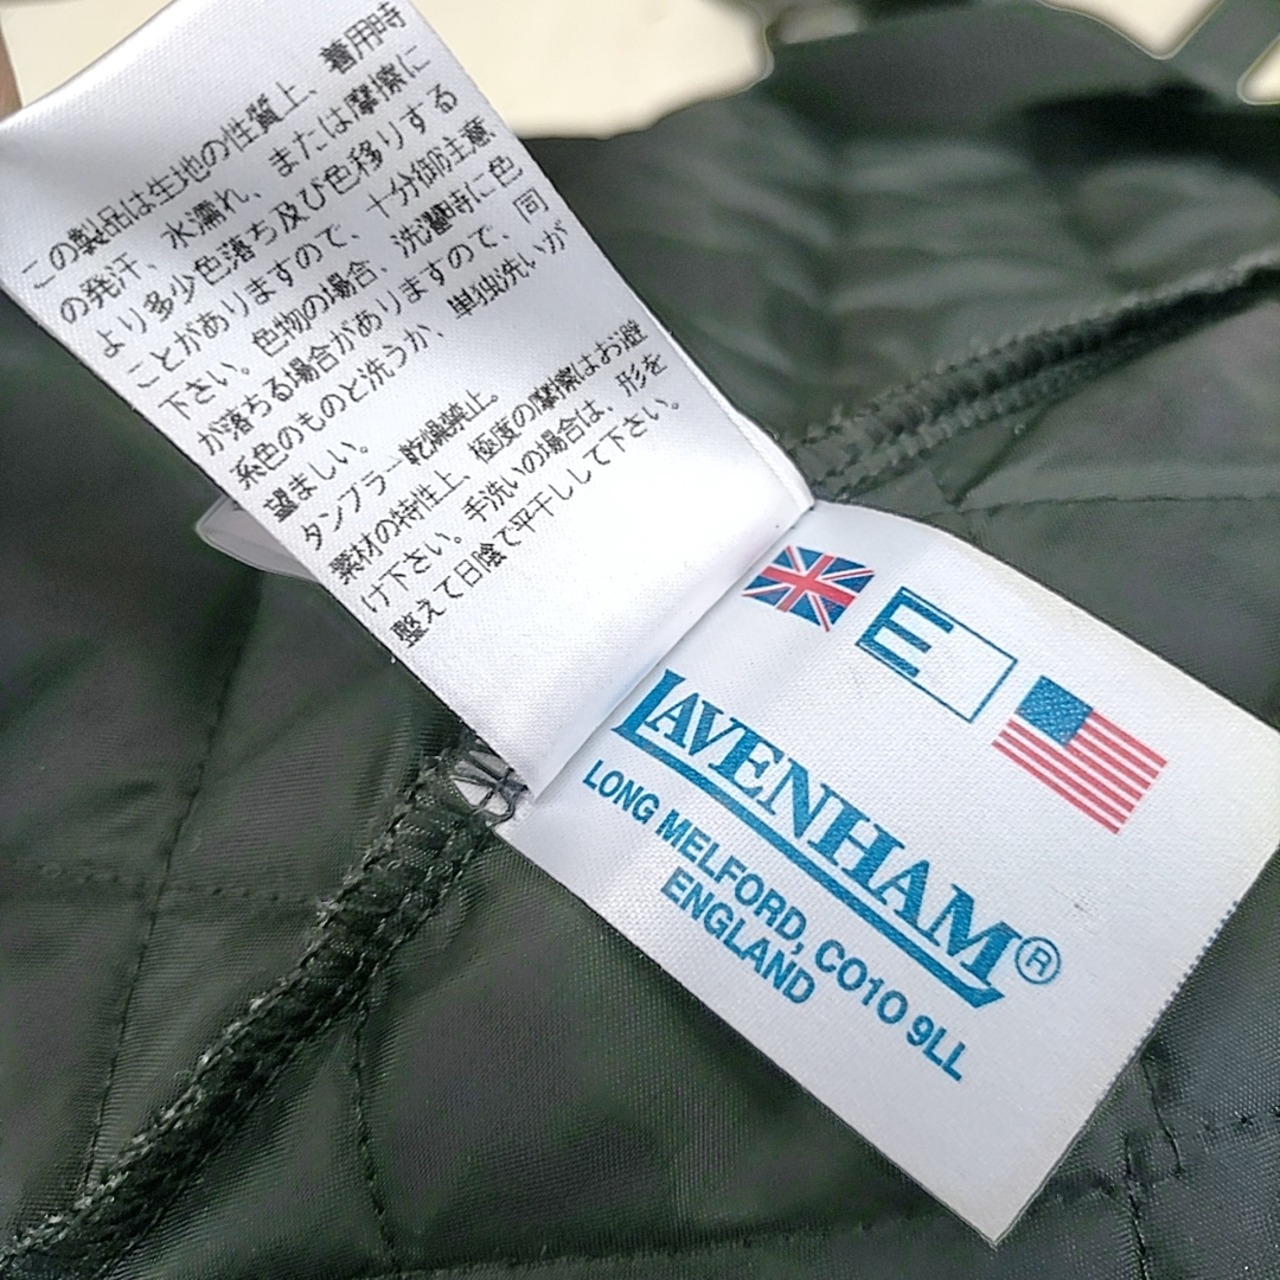 この製品は生地の性質上、着用時
の発汗、水濡れ、または摩擦に
より多少色落ち及び色移りする
ことがありますので、十分御注意
下さい。色物の場合、洗濯時に色
が落ちる場合がありますので、同
系色のものと洗うか、単独洗いが
望ましい。
タンブラー乾燥禁止。
素材の特性上、極度の摩擦はお避
け下さい。手洗いの場合は、形を
整えて日陰で平干しして下さい。
E
LAVENHAM®
LONG MELFORD, CO10 9LL
ENGLAND